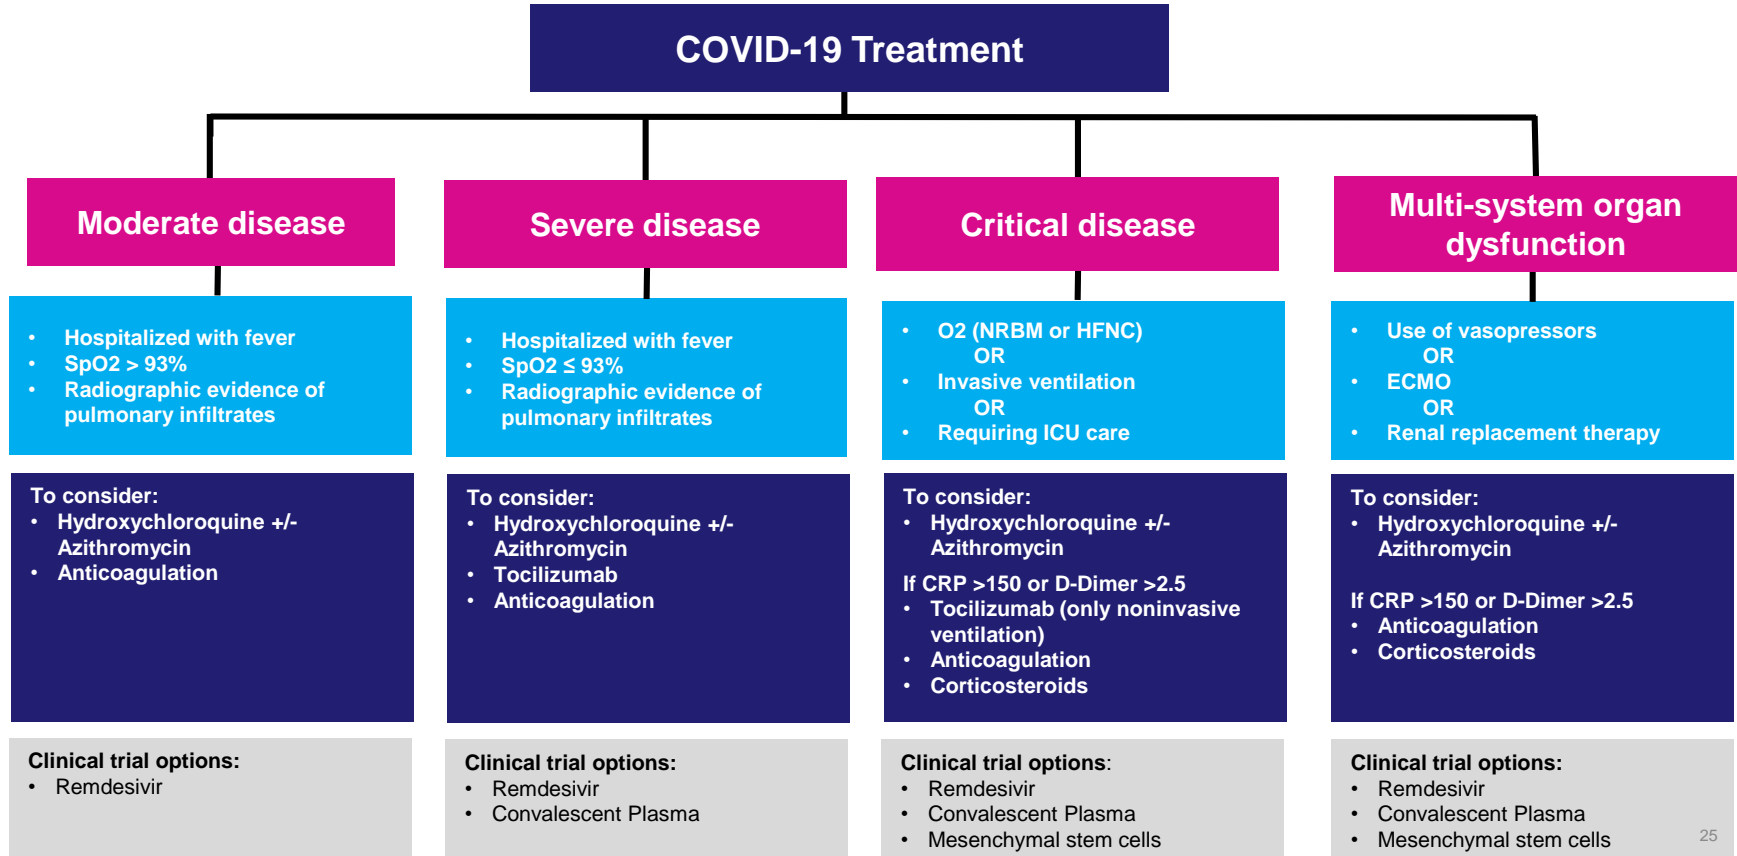 COVID-19 Treatment
Moderate disease
• Hospitalized with fever
• SpO2 > 93%
• Radiographic evidence of
pulmonary infiltrates
To consider:
• Hydroxychloroquine +/-
Azithromycin
• Anticoagulation
Clinical trial options:
• Remdesivir
Severe disease
• Hospitalized with fever
• SpO2 ≤ 93%
• Radiographic evidence of
pulmonary infiltrates
To consider:
• Hydroxychloroquine +/-
Azithromycin
• Tocilizumab
• Anticoagulation
Clinical trial options:
• Remdesivir
• Convalescent Plasma
Critical disease
• O2 (NRBM or HFNC)
OR
• Invasive ventilation
OR
• Requiring ICU care
To consider:
• Hydroxychloroquine +/-
Azithromycin
If CRP >150 or D-Dimer >2.5
• Tocilizumab (only noninvasive
ventilation)
• Anticoagulation
• Corticosteroids
Clinical trial options:
• Remdesivir
• Convalescent Plasma
• Mesenchymal stem cells
Multi-system organ
dysfunction
• Use of vasopressors
OR
• ECMO
OR
• Renal replacement therapy
To consider:
• Hydroxychloroquine +/-
Azithromycin
If CRP >150 or D-Dimer >2.5
• Anticoagulation
• Corticosteroids
Clinical trial options:
• Remdesivir
• Convalescent Plasma
• Mesenchymal stem cells
25